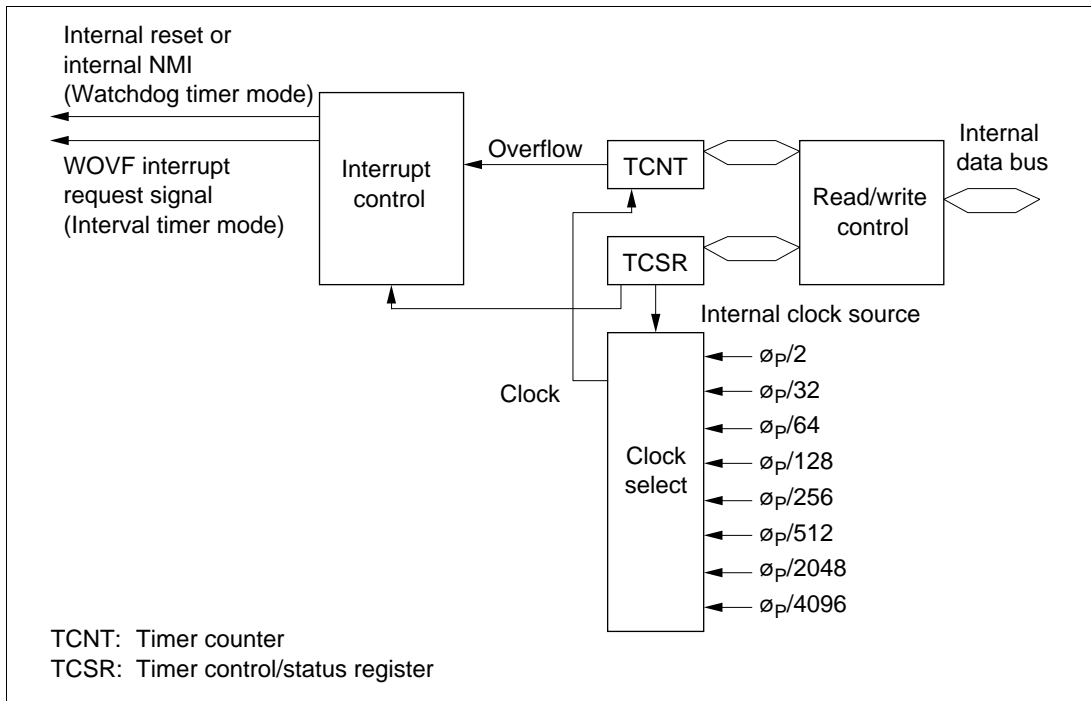 Internal reset or
internal NMI
(Watchdog timer mode)
WOVF interrupt
request signal
(Interval timer mode)
Interrupt
control
Overflow
TCNT
TCSR
Read/write
control
Internal
data bus
Internal clock source
Clock
Clock
select
øP/2
øP/32
øP/64
øP/128
øP/256
øP/512
øP/2048
øP/4096
TCNT: Timer counter
TCSR: Timer control/status register